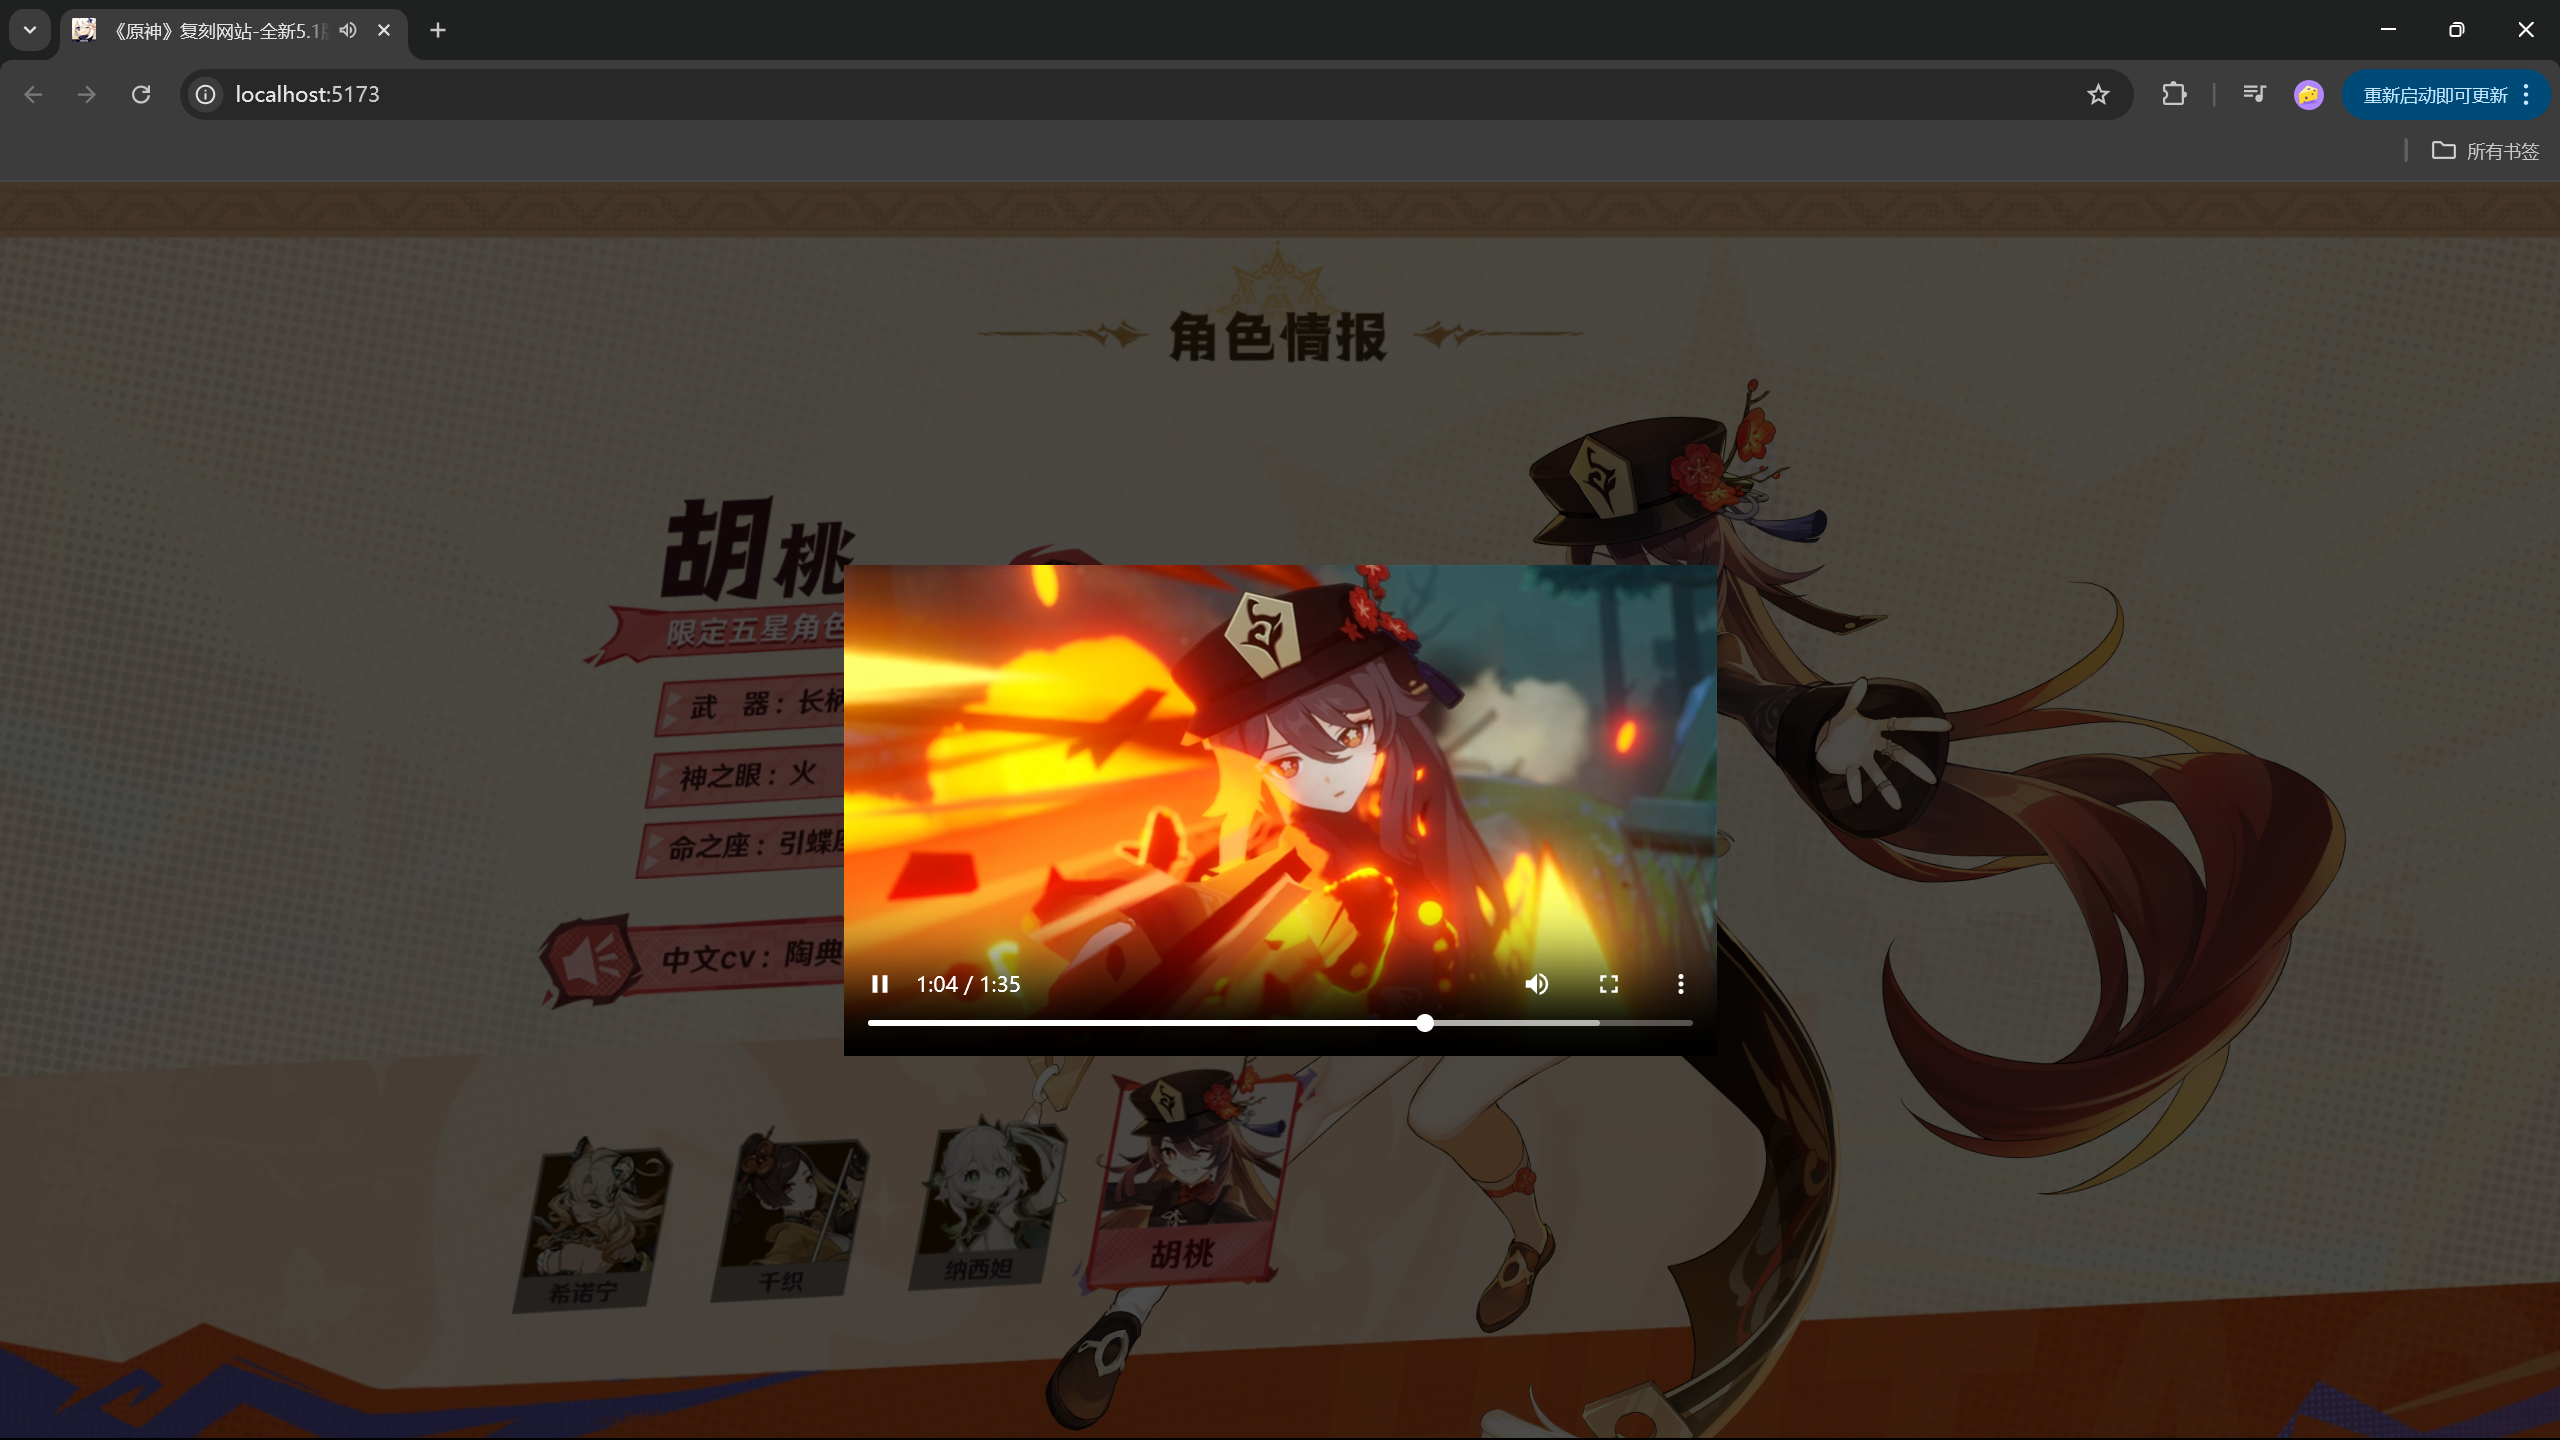 《原神》复刻网站-全新5.1
localhost:5173
重新启动即可更新
所有书签
角色情报
胡桃
限定五星角色
武 器：长柄
神之眼：火
命之座：引蝶
中文cv：陶典
1:04 / 1:35
希诺宁
千织
纳西妲
胡桃